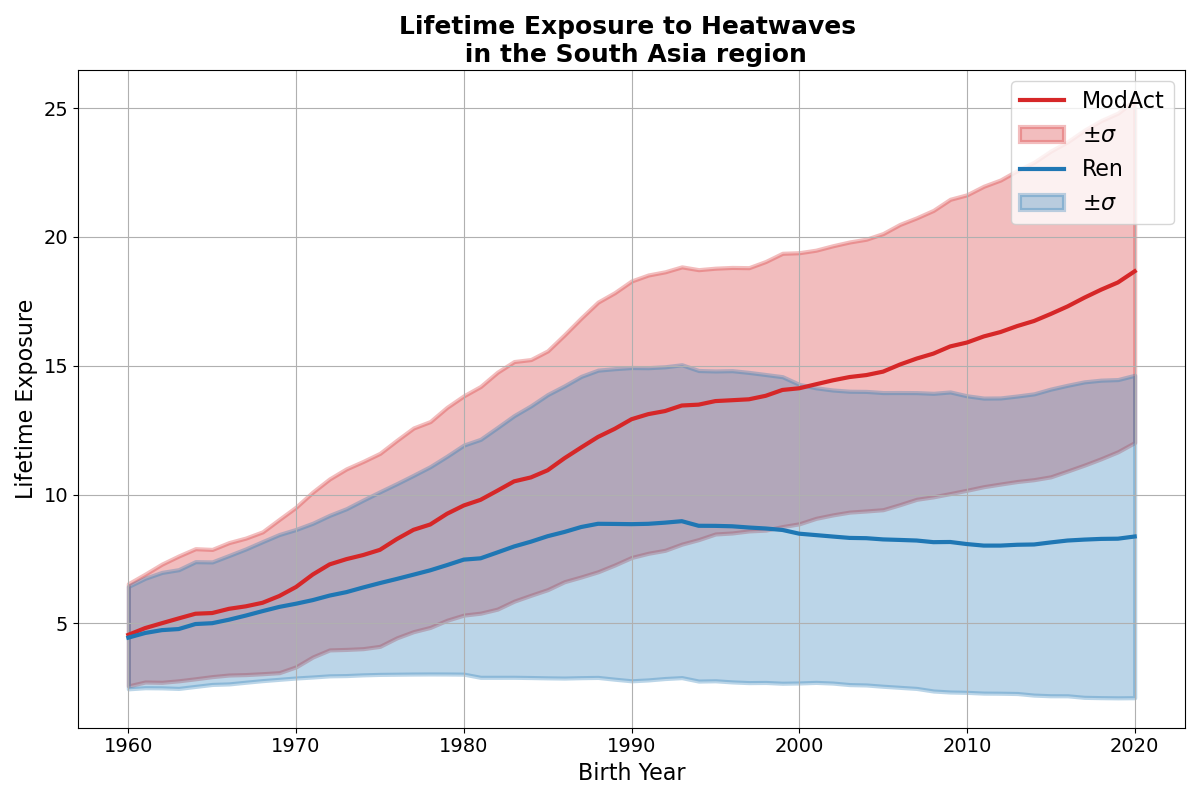 Lifetime Exposure to Heatwaves
in the South Asia region
ModAct
±σ
Ren
±σ
25
20
15
10
5
Lifetime Exposure
1960 1970 1980 1990 2000 2010 2020
Birth Year